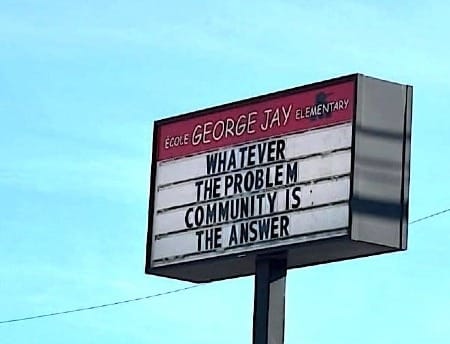 ÉCOLE GEORGE JAY ELEMENTARY
WHATEVER
THE PROBLEM
COMMUNITY IS
THE ANSWER